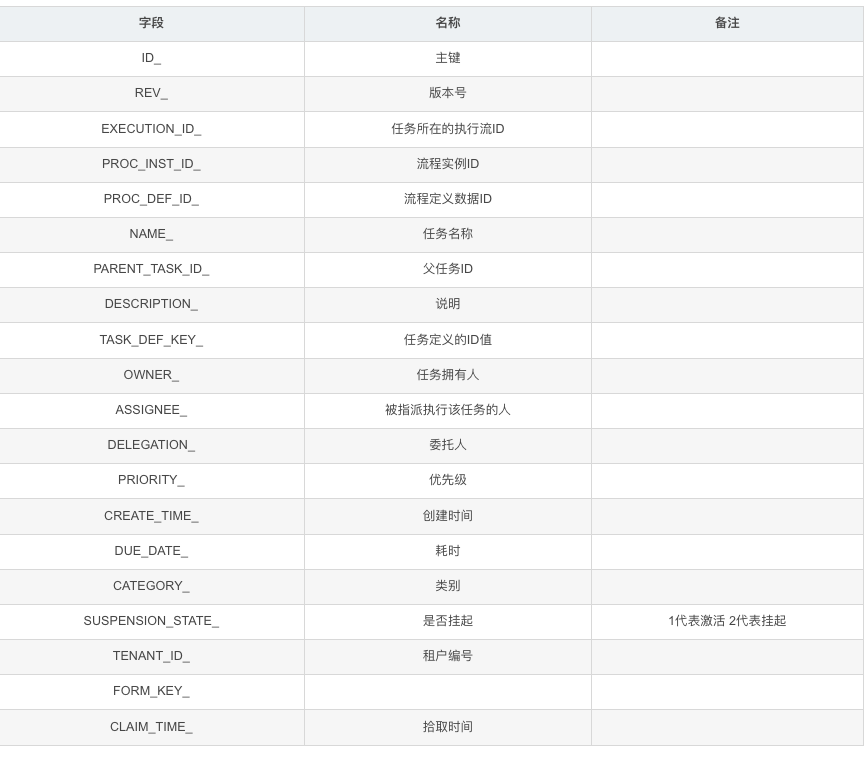 字段 名称 备注
ID_ 主键
REV_ 版本号
EXECUTION_ID_ 任务所在的执行流ID
PROC_INST_ID_ 流程实例ID
PROC_DEF_ID_ 流程定义数据ID
NAME_ 任务名称
PARENT_TASK_ID_ 父任务ID
DESCRIPTION_ 说明
TASK_DEF_KEY_ 任务定义的ID值
OWNER_ 任务拥有人
ASSIGNEE_ 被指派执行该任务的人
DELEGATION_ 委托人
PRIORITY_ 优先级
CREATE_TIME_ 创建时间
DUE_DATE_ 耗时
CATEGORY_ 类别
SUSPENSION_STATE_ 是否挂起 1代表激活 2代表挂起
TENANT_ID_ 租户编号
FORM_KEY_
CLAIM_TIME_ 拾取时间